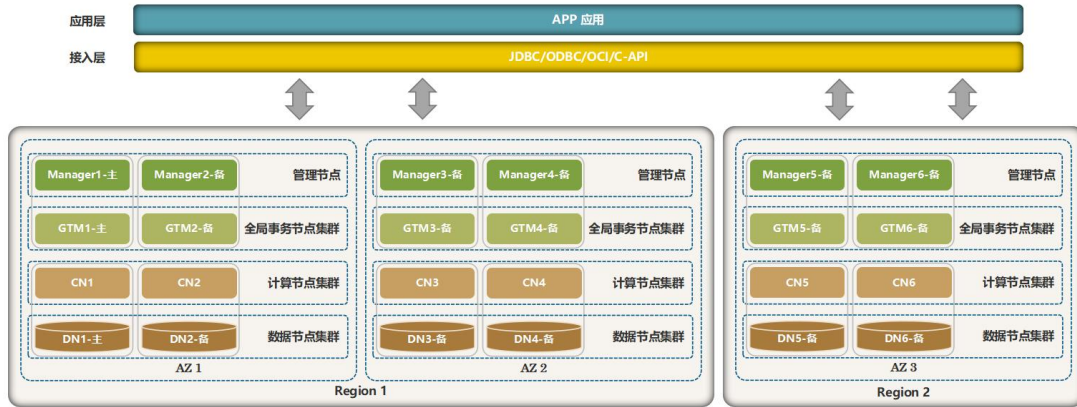 应用层 APP 应用
接入层 JDBC/ODBC/OCI/C-API
Manager1-主 Manager2-备 管理节点
GTM1-主 GTM2-备 全局事务节点集群
CN1 CN2 计算节点集群
DN1-主 DN2-备 数据节点集群
AZ 1
Manager3-备 Manager4-备 管理节点
GTM3-备 GTM4-备 全局事务节点集群
CN3 CN4 计算节点集群
DN3-备 DN4-备 数据节点集群
AZ 2
Region 1
Manager5-备 Manager6-备 管理节点
GTM5-备 GTM6-备 全局事务节点集群
CN5 CN6 计算节点集群
DN5-备 DN6-备 数据节点集群
AZ 3
Region 2